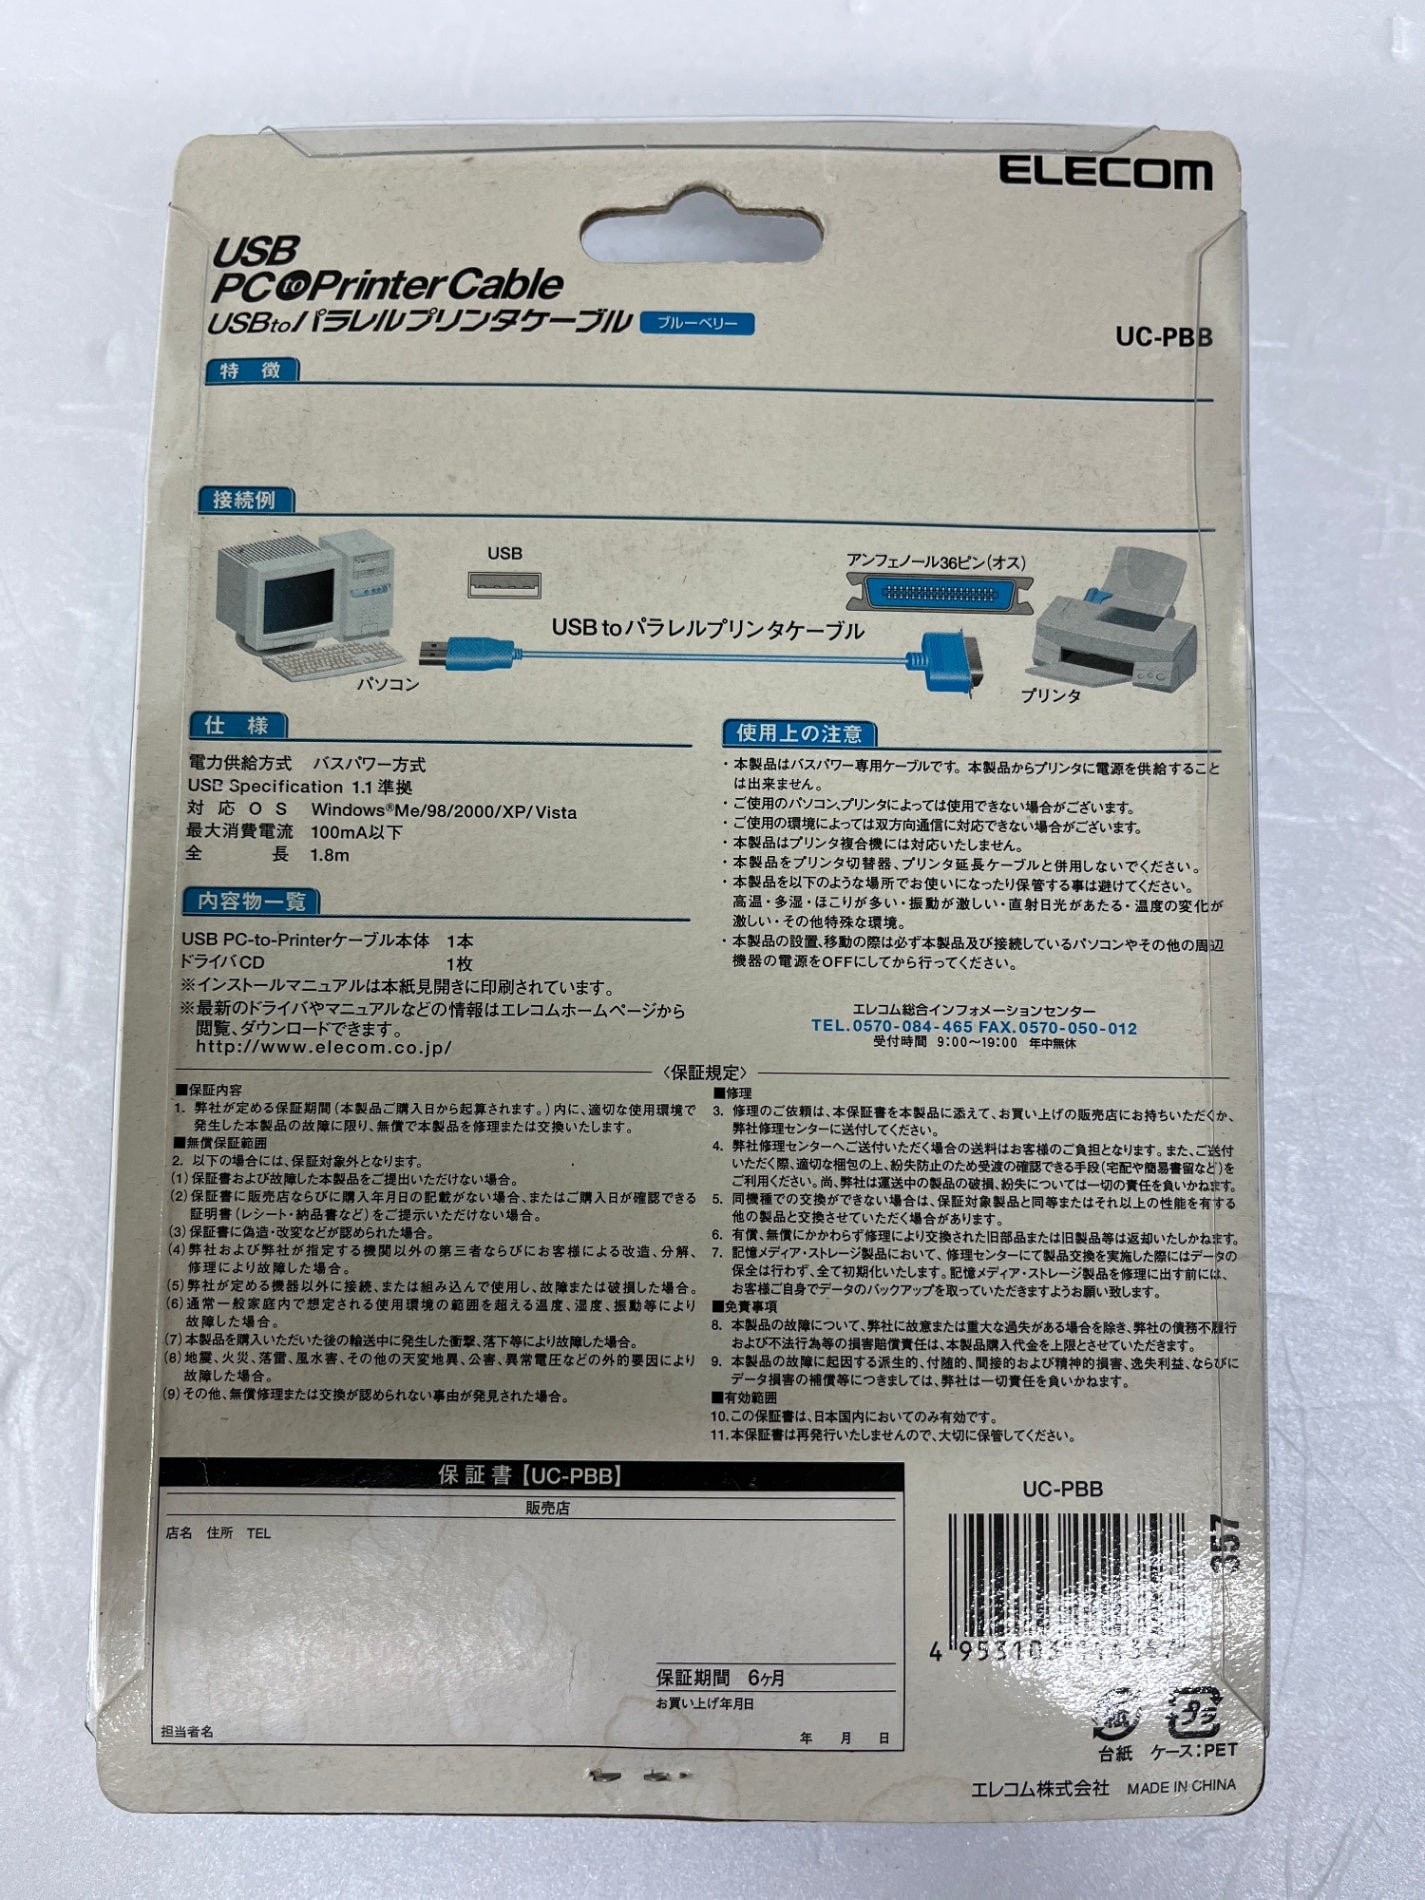 ELECOM
USB
PC to Printer Cable
USB to パラレルプリンタケーブル ブルーベリー
UC-PBB
特 徴
接続例
USB
アンフェノール36ピン(オス)
USB to パラレルプリンタケーブル
パソコン
プリンタ
仕 様
電力供給方式 バスパワー方式
USB Specification 1.1 準拠
対 応 O S Windows®Me/98/2000/XP/Vista
最大消費電流 100mA以下
全 長 1.8m
内容物一覧
USB PC-to-Printerケーブル本体 1本
ドライバCD 1枚
※インストールマニュアルは本紙見開きに印刷されています。
※最新のドライバやマニュアルなどの情報はエレコムホームページから
閲覧、ダウンロードできます。
http://www.elecom.co.jp/
使用上の注意
・本製品はバスパワー専用ケーブルです。本製品からプリンタに電源を供給すること
は出来ません。
・ご使用のパソコン、プリンタによっては使用できない場合がございます。
・ご使用の環境によっては双方向通信に対応できない場合がございます。
・本製品はプリンタ複合機には対応いたしません。
・本製品をプリンタ切替器、プリンタ延長ケーブルと併用しないでください。
・本製品を以下のような場所でお使いになったり保管する事は避けてください。
高温・多湿・ほこりが多い・振動が激しい・直射日光があたる・温度の変化が
激しい・その他特殊な環境。
・本製品の設置、移動の際は必ず本製品及び接続しているパソコンやその他の周辺
機器の電源をOFFにしてから行ってください。
エレコム総合インフォメーションセンター
TEL.0570-084-465 FAX.0570-050-012
受付時間 9:00〜19:00 年中無休
〈保証規定〉
■保証内容
1. 弊社が定める保証期間(本製品ご購入日から起算されます。)内に、適切な使用環境で
発生した本製品の故障に限り、無償で本製品を修理または交換いたします。
■無償保証範囲
2. 以下の場合には、保証対象外となります。
(1)保証書および故障した本製品をご提出いただけない場合。
(2)保証書に販売店ならびに購入年月日の記載がない場合、またはご購入日が確認できる
証明書(レシート・納品書など)をご提示いただけない場合。
(3)保証書に偽造・改変などが認められた場合。
(4)弊社および弊社が指定する機関以外の第三者ならびにお客様による改造、分解、
修理により故障した場合。
(5)弊社が定める機器以外に接続、または組み込んで使用し、故障または破損した場合。
(6)通常一般家庭内で想定される使用環境の範囲を超える温度、湿度、振動等により
故障した場合。
(7)本製品を購入いただいた後の輸送中に発生した衝撃、落下等により故障した場合。
(8)地震、火災、落雷、風水害、その他の天変地異、公害、異常電圧などの外的要因により
故障した場合。
(9)その他、無償修理または交換が認められない事由が発見された場合。
■修理
3. 修理のご依頼は、本保証書を本製品に添えて、お買い上げの販売店にお持ちいただくか、
弊社修理センターに送付してください。
4. 弊社修理センターへご送付いただく場合の送料はお客様のご負担となります。また、ご送付
いただく際、適切な梱包の上、紛失防止のため受渡の確認できる手段(宅配や簡易書留など)を
ご利用ください。尚、弊社は運送中の製品の破損、紛失については一切の責任を負いかねます。
5. 同機種での交換ができない場合は、保証対象製品と同等またはそれ以上の性能を有する
他の製品と交換させていただく場合があります。
6. 有償、無償にかかわらず修理により交換された旧部品または旧製品等は返却いたしかねます。
7. 記憶メディア・ストレージ製品において、修理センターにて製品交換を実施した際にはデータの
保全は行わず、全て初期化いたします。記憶メディア・ストレージ製品を修理に出す前には、
お客様ご自身でデータのバックアップを取っていただきますようお願い致します。
■免責事項
8. 本製品の故障について、弊社に故意または重大な過失がある場合を除き、弊社の債務不履行
および不法行為等の損害賠償責任は、本製品購入代金を上限とさせていただきます。
9. 本製品の故障に起因する派生的、付随的、間接的および精神的損害、逸失利益、ならびに
データ損害の補償等につきましては、弊社は一切責任を負いかねます。
■有効範囲
10.この保証書は、日本国内においてのみ有効です。
11.本保証書は再発行いたしませんので、大切に保管してください。
保証書【UC-PBB】
販売店
店名 住所 TEL
保証期間 6ヶ月
お買い上げ年月日
担当者名
年 月 日
UC-PBB
357
4 953103
紙
プラ
台紙 ケース:PET
エレコム株式会社 MADE IN CHINA